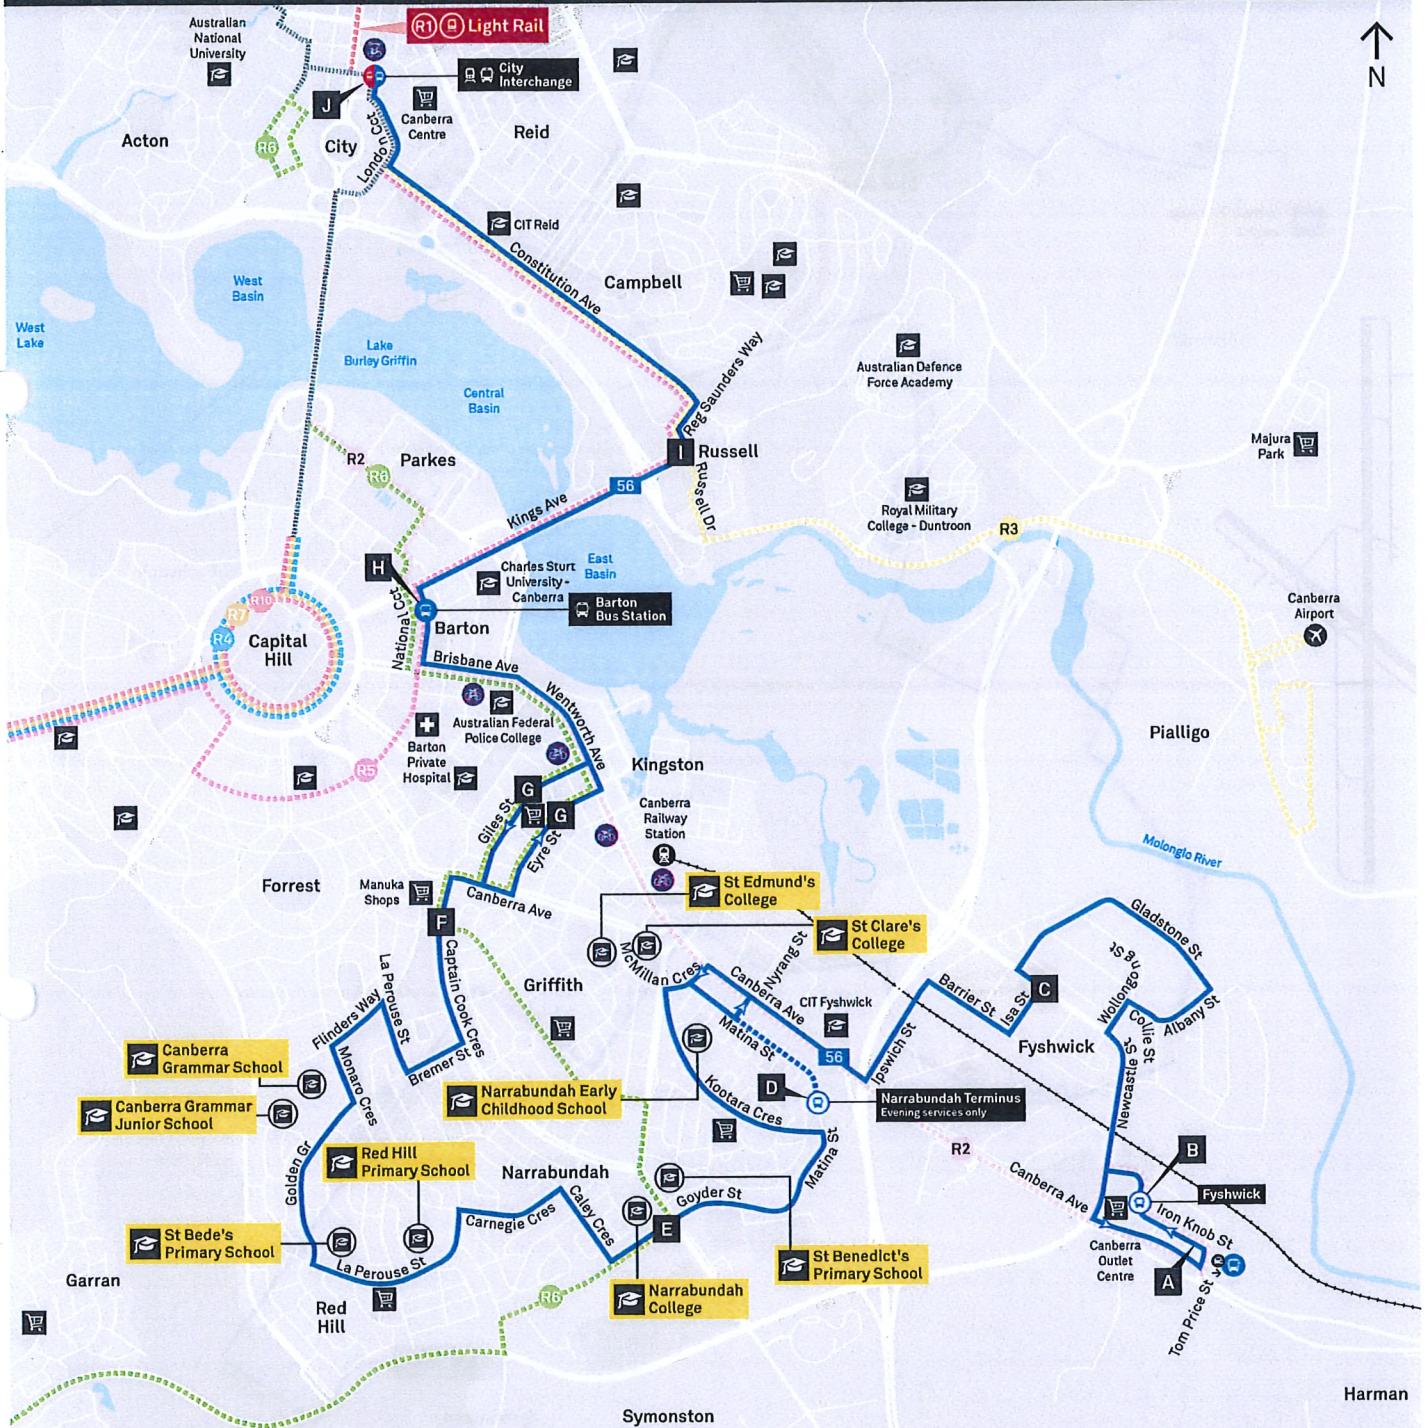 Australian
National
University
R1 Light Rail
City
Interchange
J
Canberra
Centre
Reid
Acton
R6
City
London Cct
CIT Reid
Constitution Ave
Campbell
N
West
Basin
West
Lake
Lake
Burley Griffin
Central
Basin
Reg Saunders Way
Australian Defence
Force Academy
Majura
Park
I
Russell
R2
R6
Parkes
56
Kings Ave
Russell Dr
Royal Military
College - Duntroon
R3
H
Charles Sturt
University -
Canberra
East
Basin
Barton
Bus Station
Canberra
Airport
R10
R7
R4
Capital
Hill
National Cct
Barton
Brisbane Ave
Wentworth Ave
Australian Federal
Police College
Barton
Private
Hospital
R5
Kingston
Pialligo
G
G
Giles St
Eyre St
Canberra
Railway
Station
Molonglo River
Forrest
Manuka
Shops
Canberra Ave
F
St Edmund's
College
St Clare's
College
Gladstone St
Captain Cook Cres
La Perouse St
Griffith
McMillan Cres
Nyrang St
Canberra Ave
CIT Fyshwick
Barrier St
Isa St
C
Wollongong St
Albany St
Collie St
Flinders Way
Matina St
56
Ipswich St
Fyshwick
Newcastle St
Bremer St
Monaro Cres
Canberra
Grammar School
Canberra Grammar
Junior School
Narrabundah Early
Childhood School
Kootara Cres
D
Narrabundah Terminus
Evening services only
R2
B
Red Hill
Primary School
Golden Gr
Narrabundah
Matina St
Canberra Ave
Fyshwick
Caley Cres
Goyder St
Carnegie Cres
E
Iron Knob St
St Bede's
Primary School
La Perouse St
St Benedict's
Primary School
Canberra
Outlet
Centre
A
Tom Price St
Garran
Red
Hill
R6
Narrabundah
College
Harman
Symonston